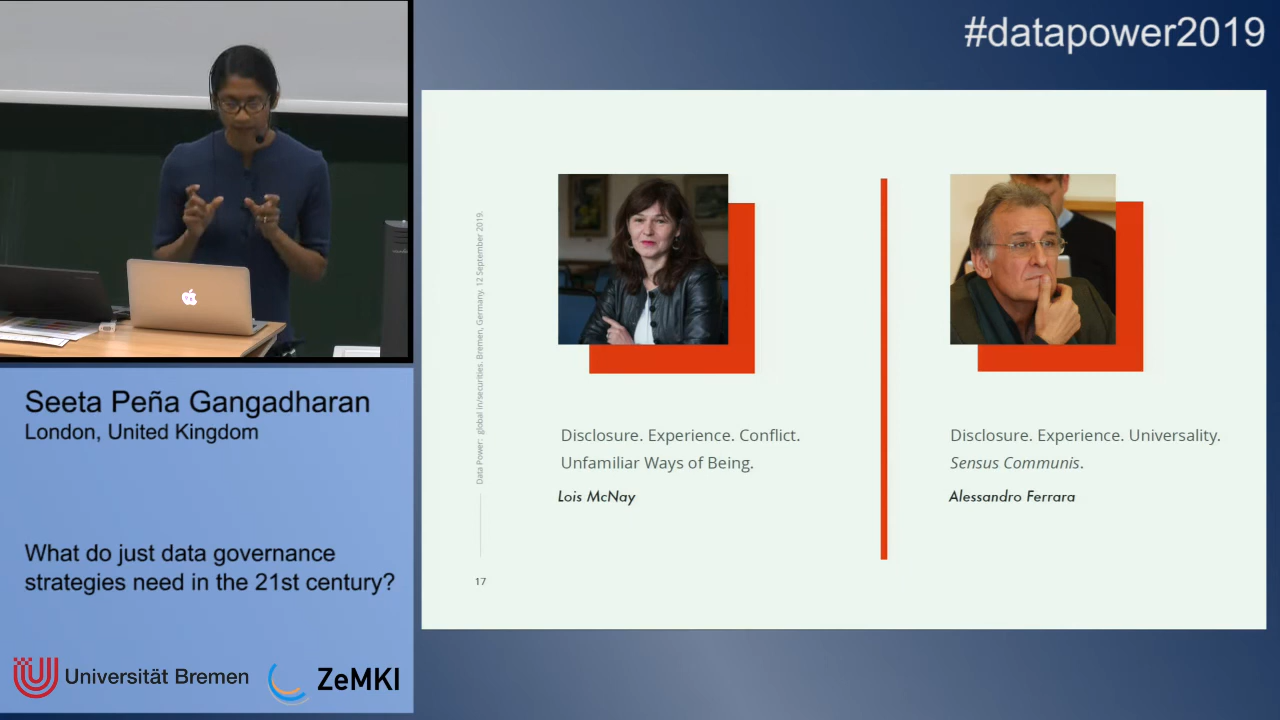 #datapower2019
Seeta Peña Gangadharan
London, United Kingdom
What do just data governance
strategies need in the 21st century?
Universität Bremen
ZeMKI
Data Power: global in/securities. Bremen, Germany. 12 September 2019.
17
Disclosure. Experience. Conflict.
Unfamiliar Ways of Being.
Lois McNay
Disclosure. Experience. Universality.
Sensus Communis.
Alessandro Ferrara